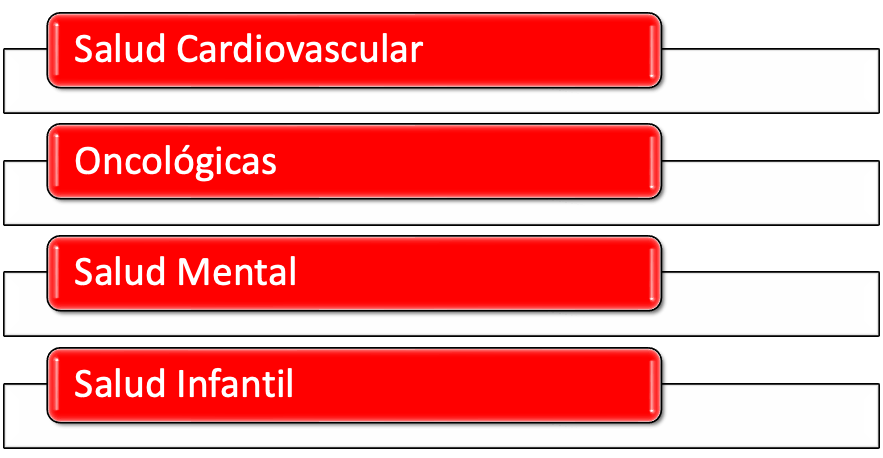 Salud Cardiovascular
Oncológicas
Salud Mental
Salud Infantil